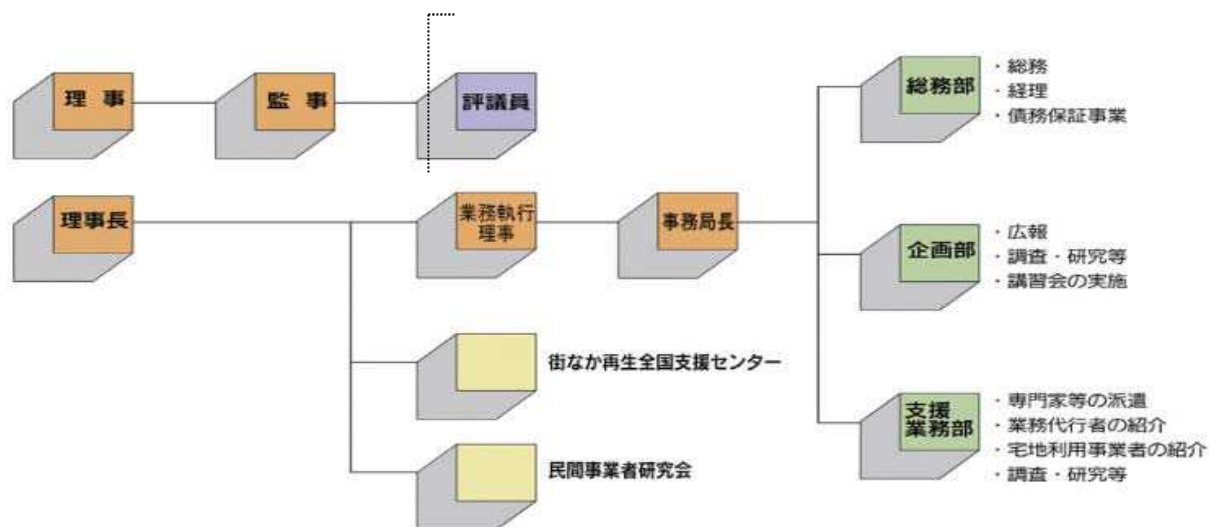 理 事
監 事
評議員
理事長
業務執行
理事
事務局長
街なか再生全国支援センター
民間事業者研究会
総務部
・総務
・経理
・債務保証事業
企画部
・広報
・調査・研究等
・講習会の実施
支援
業務部
・専門家等の派遣
・業務代行者の紹介
・宅地利用事業者の紹介
・調査・研究等